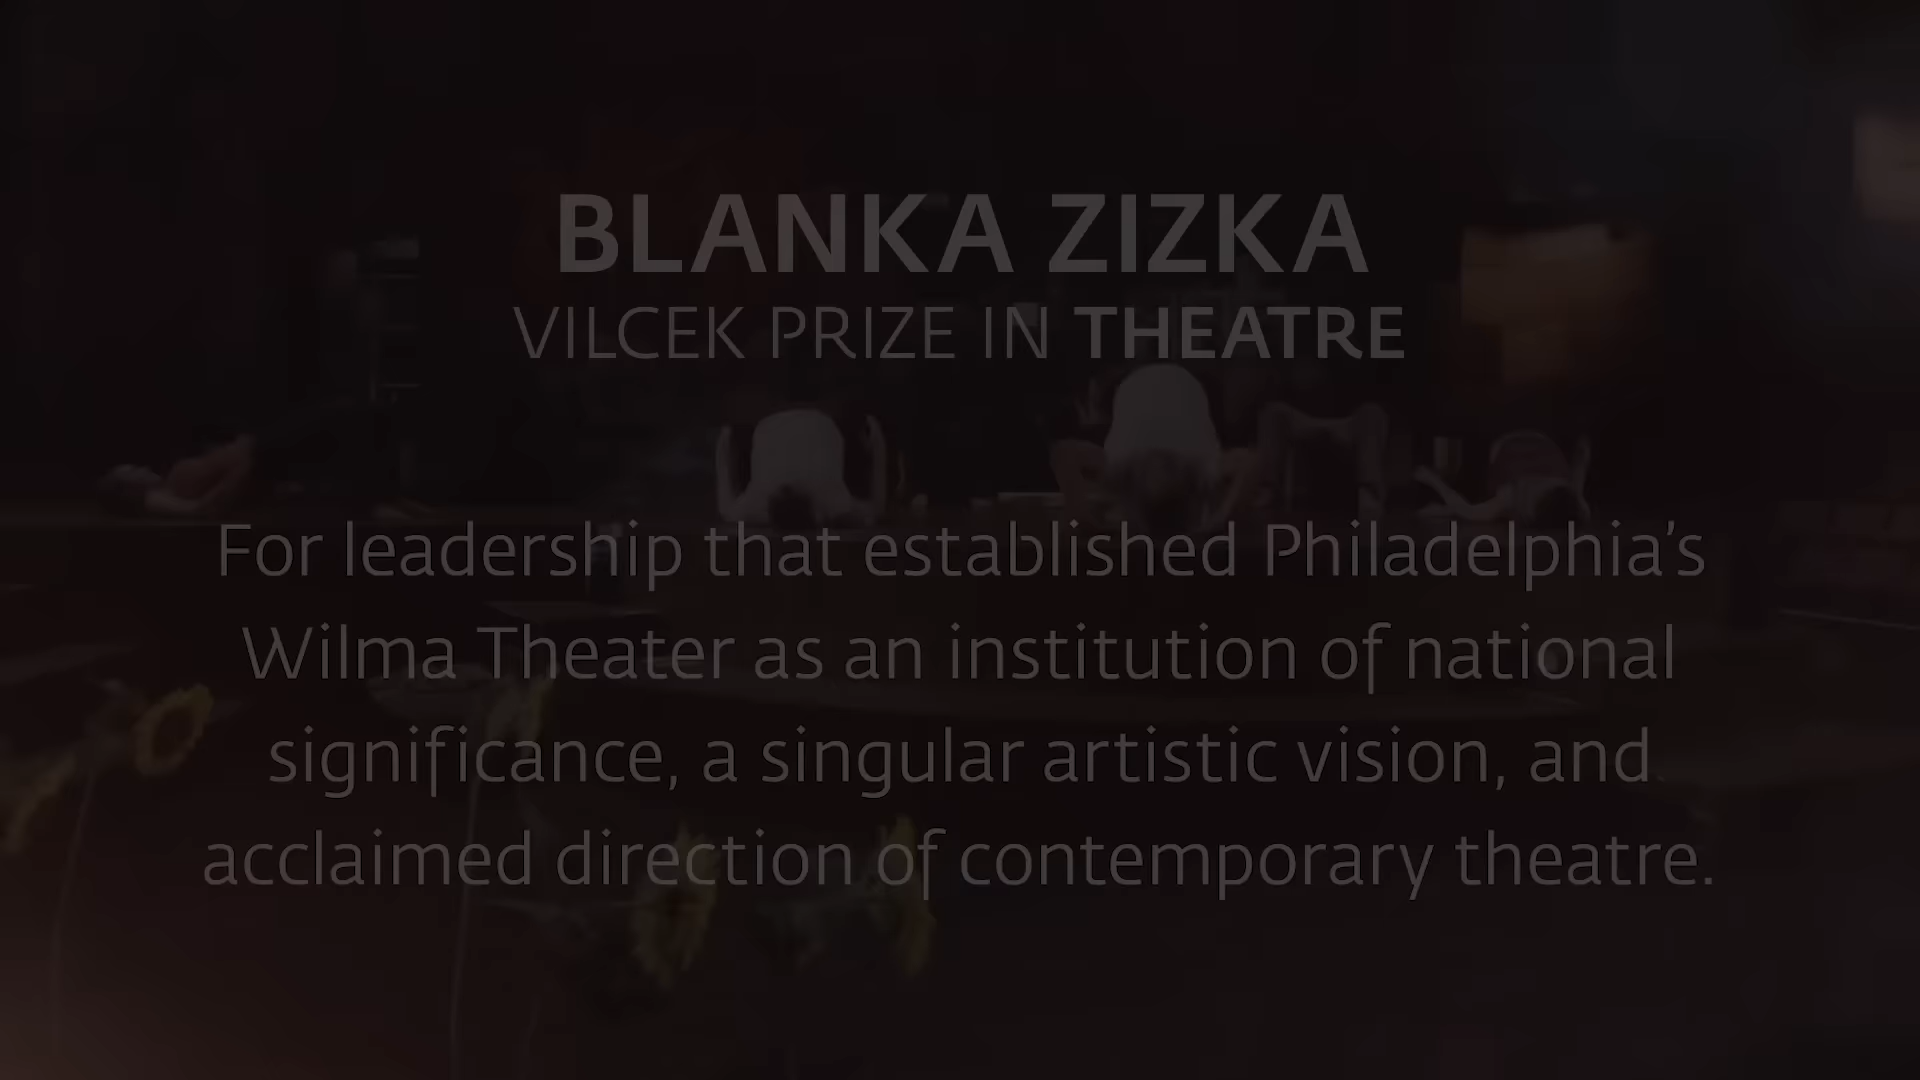 BLANKA ZIZKA
VILCEK PRIZE IN THEATRE
For leadership that established Philadelphia’s
Wilma Theater as an institution of national
significance, a singular artistic vision, and
acclaimed direction of contemporary theatre.